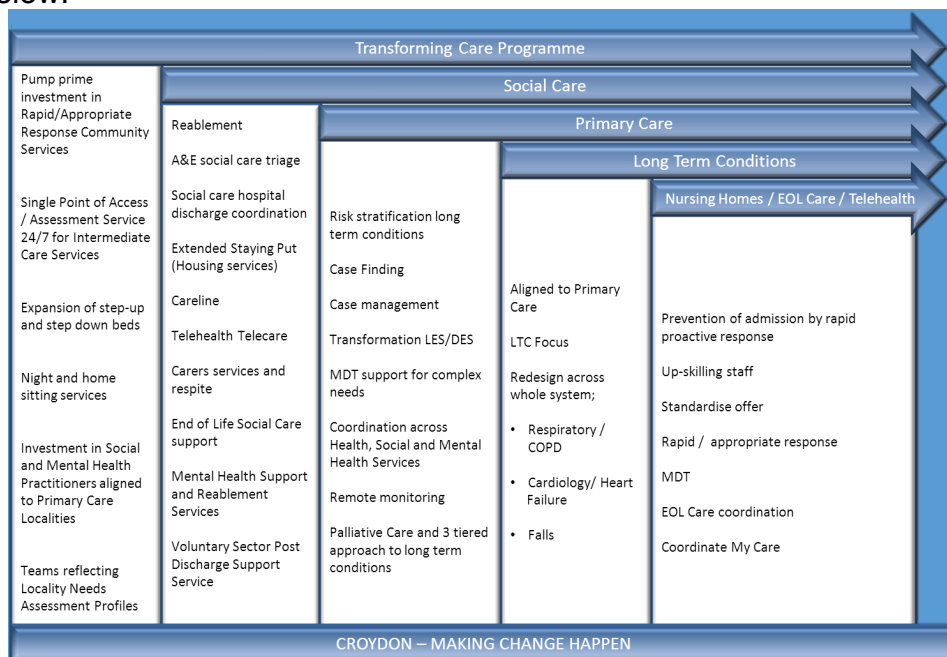 Transforming Care Programme
Social Care
Primary Care
Long Term Conditions
Nursing Homes / EOL Care / Telehealth
Pump prime
investment in
Rapid/Appropriate
Response Community
Services
Single Point of Access
/ Assessment Service
24/7 for Intermediate
Care Services
Expansion of step-up
and step down beds
Night and home
sitting services
Investment in Social
and Mental Health
Practitioners aligned
to Primary Care
Localities
Teams reflecting
Locality Needs
Assessment Profiles
Reablement
A&E social care triage
Social care hospital
discharge coordination
Extended Staying Put
(Housing services)
Careline
Telehealth Telecare
Carers services and
respite
End of Life Social Care
support
Mental Health Support
and Reablement
Services
Voluntary Sector Post
Discharge Support
Service
Risk stratification long
term conditions
Case Finding
Case management
Transformation LES/DES
MDT support for complex
needs
Coordination across
Health, Social and Mental
Health Services
Remote monitoring
Palliative Care and 3 tiered
approach to long term
conditions
Aligned to Primary
Care
LTC Focus
Redesign across
whole system;
• Respiratory /
COPD
• Cardiology/ Heart
Failure
• Falls
Prevention of admission by rapid
proactive response
Up-skilling staff
Standardise offer
Rapid / appropriate response
MDT
EOL Care coordination
Coordinate My Care
CROYDON – MAKING CHANGE HAPPEN